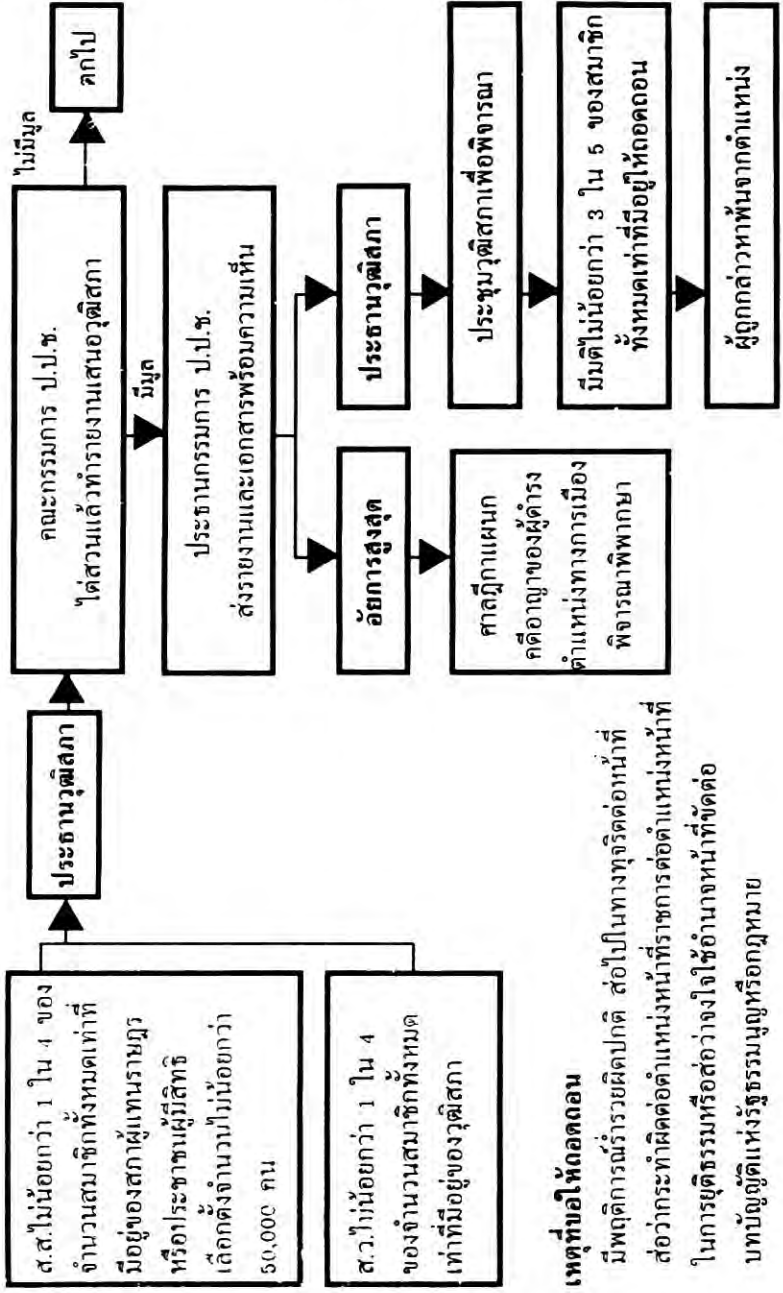 ส.ส.ไม่น้อยกว่า 1 ใน 4 ของ
จำนวนสมาชิกทั้งหมดเท่าที่
มีอยู่ของสภาผู้แทนราษฎร
หรือประชาชนผู้มีสิทธิ
เลือกตั้งจำนวนไม่น้อยกว่า
50,000 คน
ส.ว.ไม่น้อยกว่า 1 ใน 4
ของจำนวนสมาชิกทั้งหมด
เท่าที่มีอยู่ของวุฒิสภา
ประธานวุฒิสภา
คณะกรรมการ ป.ป.ช.
ไต่สวนแล้วทำรายงานเสนอวุฒิสภา
ไม่มีมูล
ตกไป
มีมูล
ประธานกรรมการ ป.ป.ช.
ส่งรายงานและเอกสารพร้อมความเห็น
อัยการสูงสุด
ประธานวุฒิสภา
ศาลฎีกาแผนก
คดีอาญาของผู้ดำรง
ตำแหน่งทางการเมือง
พิจารณาพิพากษา
ประชุมวุฒิสภาเพื่อพิจารณา
มีมติไม่น้อยกว่า 3 ใน 5 ของสมาชิก
ทั้งหมดเท่าที่มีอยู่ให้ถอดถอน
ผู้ถูกกล่าวหาพ้นจากตำแหน่ง
เหตุที่ขอให้ถอดถอน
มีพฤติการณ์ร่ำรวยผิดปกติ ส่อไปในทางทุจริตต่อหน้าที่
ส่อว่ากระทำผิดต่อตำแหน่งหน้าที่ราชการต่อตำแหน่งหน้าที่
ในการยุติธรรมหรือส่อว่าจงใจใช้อำนาจหน้าที่ขัดต่อ
บทบัญญัติแห่งรัฐธรรมนูญหรือกฎหมาย